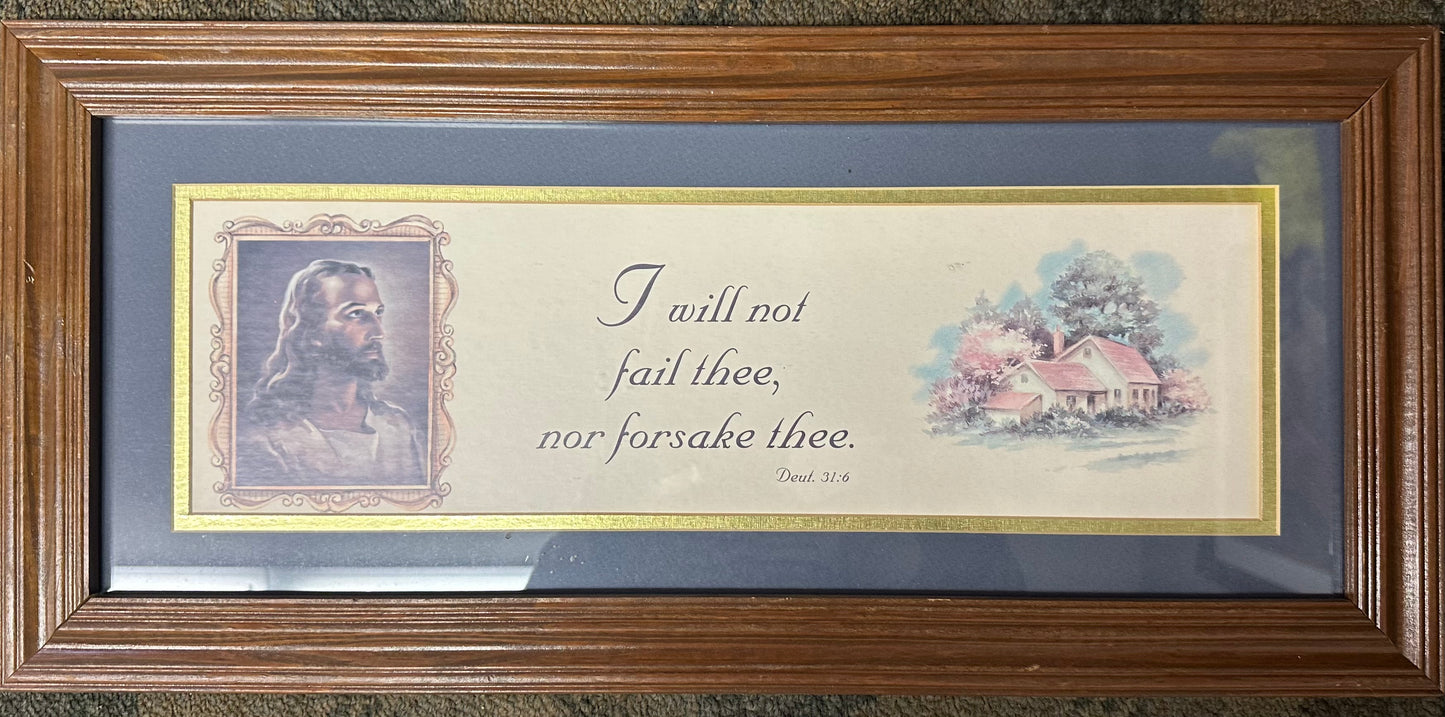 I will not
fail thee,
nor forsake thee.
Deut. 31:6